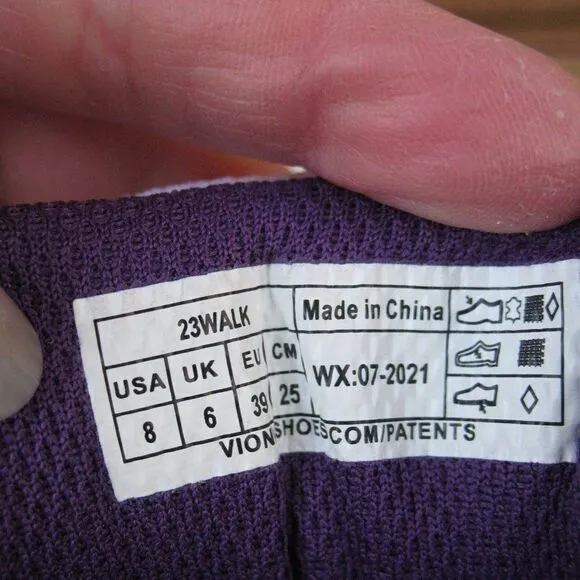 23WALK
Made in China
USA UK EU CM
WX:07-2021
8 6 39 25
VIONSHOES.COM/PATENTS